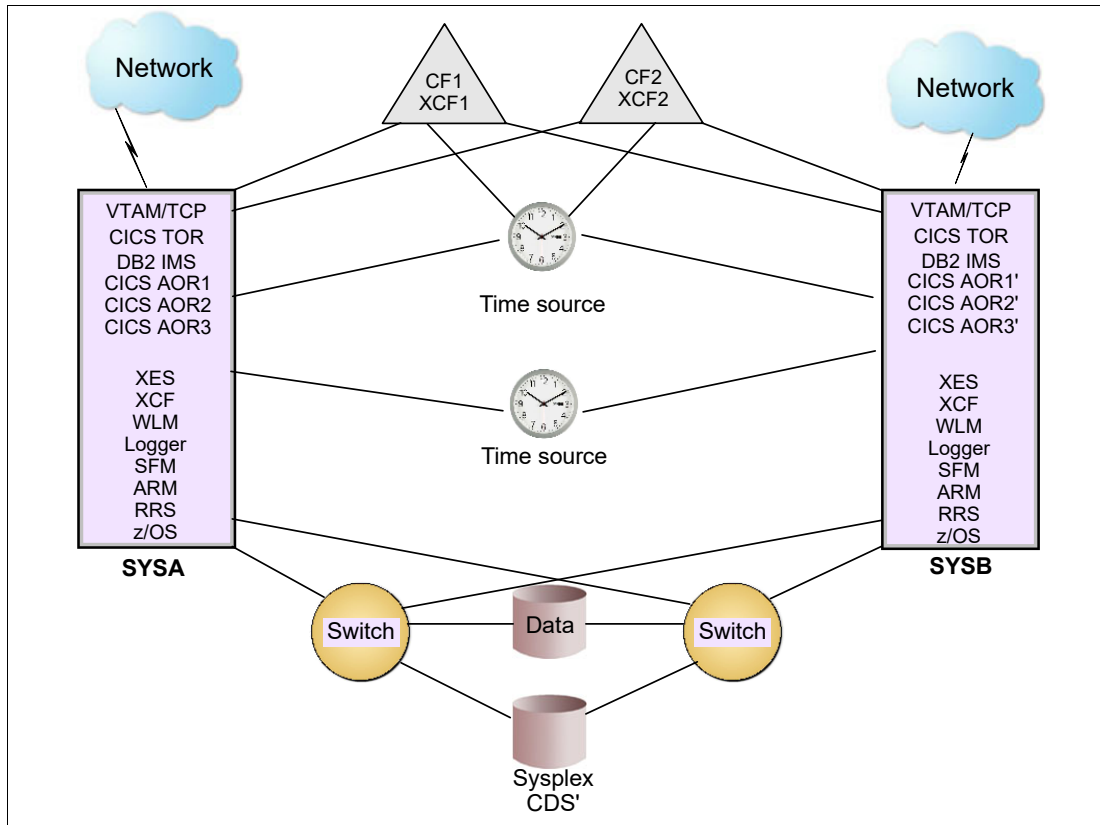 Network
CF1
XCF1
CF2
XCF2
Network
VTAM/TCP
CICS TOR
DB2 IMS
CICS AOR1
CICS AOR2
CICS AOR3
XES
XCF
WLM
Logger
SFM
ARM
RRS
z/OS
SYSA
Time source
Time source
VTAM/TCP
CICS TOR
DB2 IMS
CICS AOR1'
CICS AOR2'
CICS AOR3'
XES
XCF
WLM
Logger
SFM
ARM
RRS
z/OS
SYSB
Switch
Data
Switch
Sysplex
CDS'